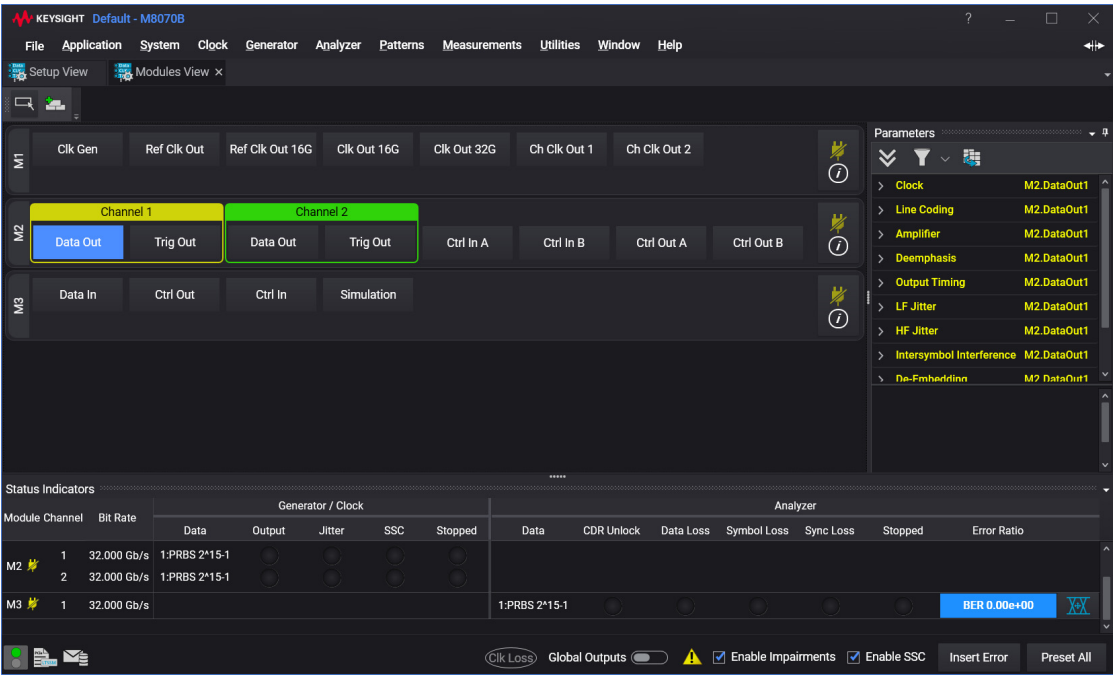 KEYSIGHT Default - M8070B ?
File Application System Clock Generator Analyzer Patterns Measurements Utilities Window Help
Setup View Modules View ×
M1 Clk Gen Ref Clk Out Ref Clk Out 16G Clk Out 16G Clk Out 32G Ch Clk Out 1 Ch Clk Out 2 i
Channel 1 Channel 2
M2 Data Out Trig Out Data Out Trig Out Ctrl In A Ctrl In B Ctrl Out A Ctrl Out B i
M3 Data In Ctrl Out Ctrl In Simulation i
Parameters
Clock M2.DataOut1
Line Coding M2.DataOut1
Amplifier M2.DataOut1
Deemphasis M2.DataOut1
Output Timing M2.DataOut1
LF Jitter M2.DataOut1
HF Jitter M2.DataOut1
Intersymbol Interference M2.DataOut1
De-Embedding M2.DataOut1
Status Indicators
Generator / Clock Analyzer
Module Channel Bit Rate
Data Output Jitter SSC Stopped Data CDR Unlock Data Loss Symbol Loss Sync Loss Stopped Error Ratio
M2 1 32.000 Gb/s 1:PRBS 2^15-1
2 32.000 Gb/s 1:PRBS 2^15-1
M3 1 32.000 Gb/s 1:PRBS 2^15-1 BER 0.00e+00
Clk Loss Global Outputs Enable Impairments Enable SSC Insert Error Preset All